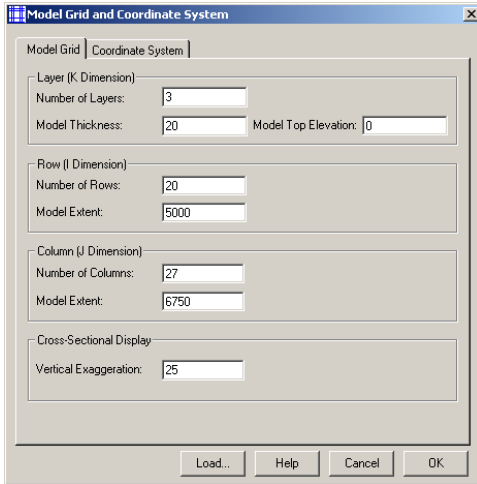 Model Grid and Coordinate System
Model Grid Coordinate System
Layer (K Dimension)
Number of Layers: 3
Model Thickness: 20 Model Top Elevation: 0
Row (I Dimension)
Number of Rows: 20
Model Extent: 5000
Column (J Dimension)
Number of Columns: 27
Model Extent: 6750
Cross-Sectional Display
Vertical Exaggeration: 25
Load... Help Cancel OK